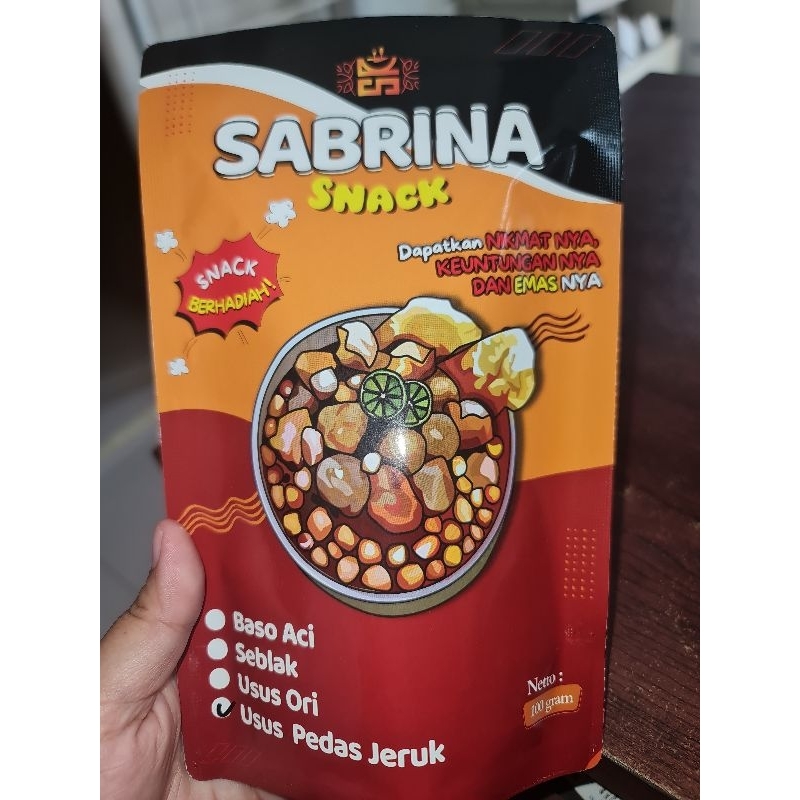 SABRINA
SNACK
SNACK
BERHADIAH!
Dapatkan NIKMAT NYA,
KEUNTUNGAN NYA
DAN EMAS NYA
Baso Aci
Seblak
Usus Ori
Usus Pedas Jeruk
Netto :
100 gram